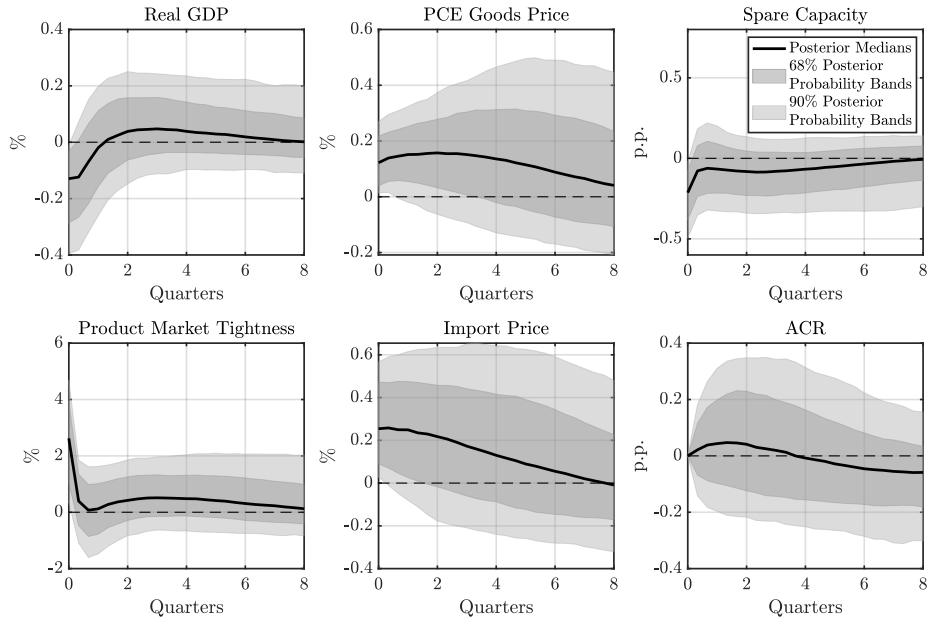 Real GDP
0.4
0.2
0
-0.2
-0.4
%
0 2 4 6 8
Quarters
PCE Goods Price
0.6
0.4
0.2
0
-0.2
%
0 2 4 6 8
Quarters
Spare Capacity
0.5
0
-0.5
p.p.
0 2 4 6 8
Quarters
Posterior Medians
68% Posterior
Probability Bands
90% Posterior
Probability Bands
Product Market Tightness
6
4
2
0
-2
%
0 2 4 6 8
Quarters
Import Price
0.6
0.4
0.2
0
-0.2
-0.4
%
0 2 4 6 8
Quarters
ACR
0.4
0.2
0
-0.2
-0.4
p.p.
0 2 4 6 8
Quarters